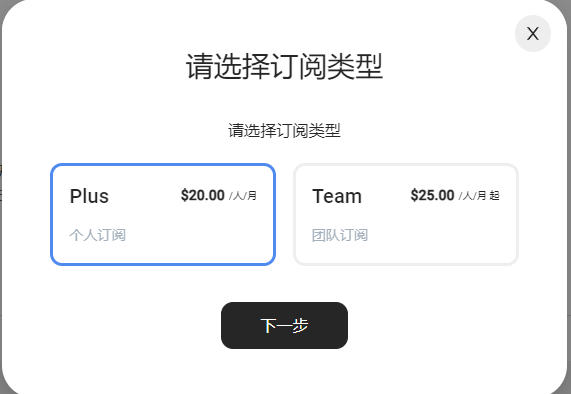 X
请选择订阅类型
请选择订阅类型
Plus $20.00 /人/月
个人订阅
Team $25.00 /人/月 起
团队订阅
下一步